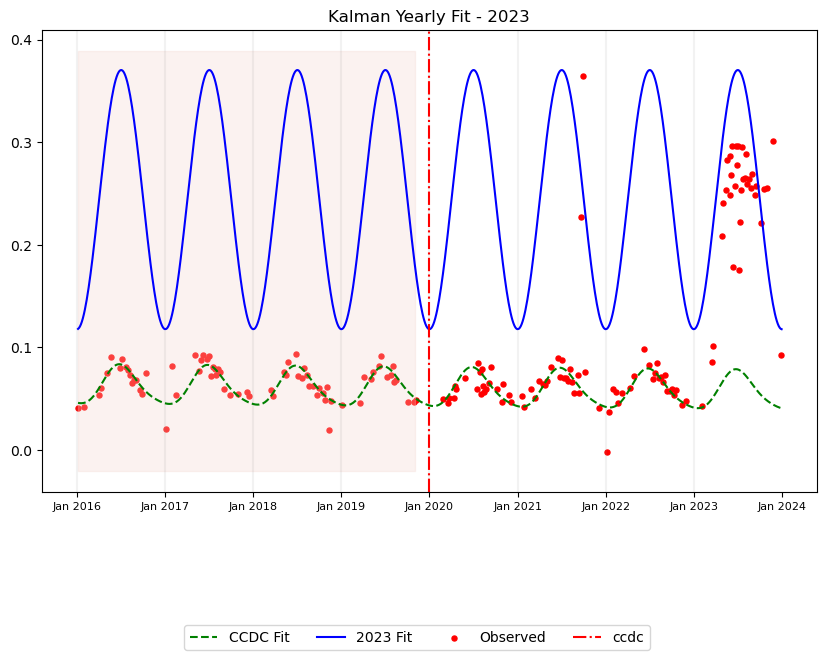 Kalman Yearly Fit - 2023
0.4
0.3
0.2
0.1
0.0
Jan 2016 Jan 2017 Jan 2018 Jan 2019 Jan 2020 Jan 2021 Jan 2022 Jan 2023 Jan 2024
CCDC Fit 2023 Fit Observed ccdc